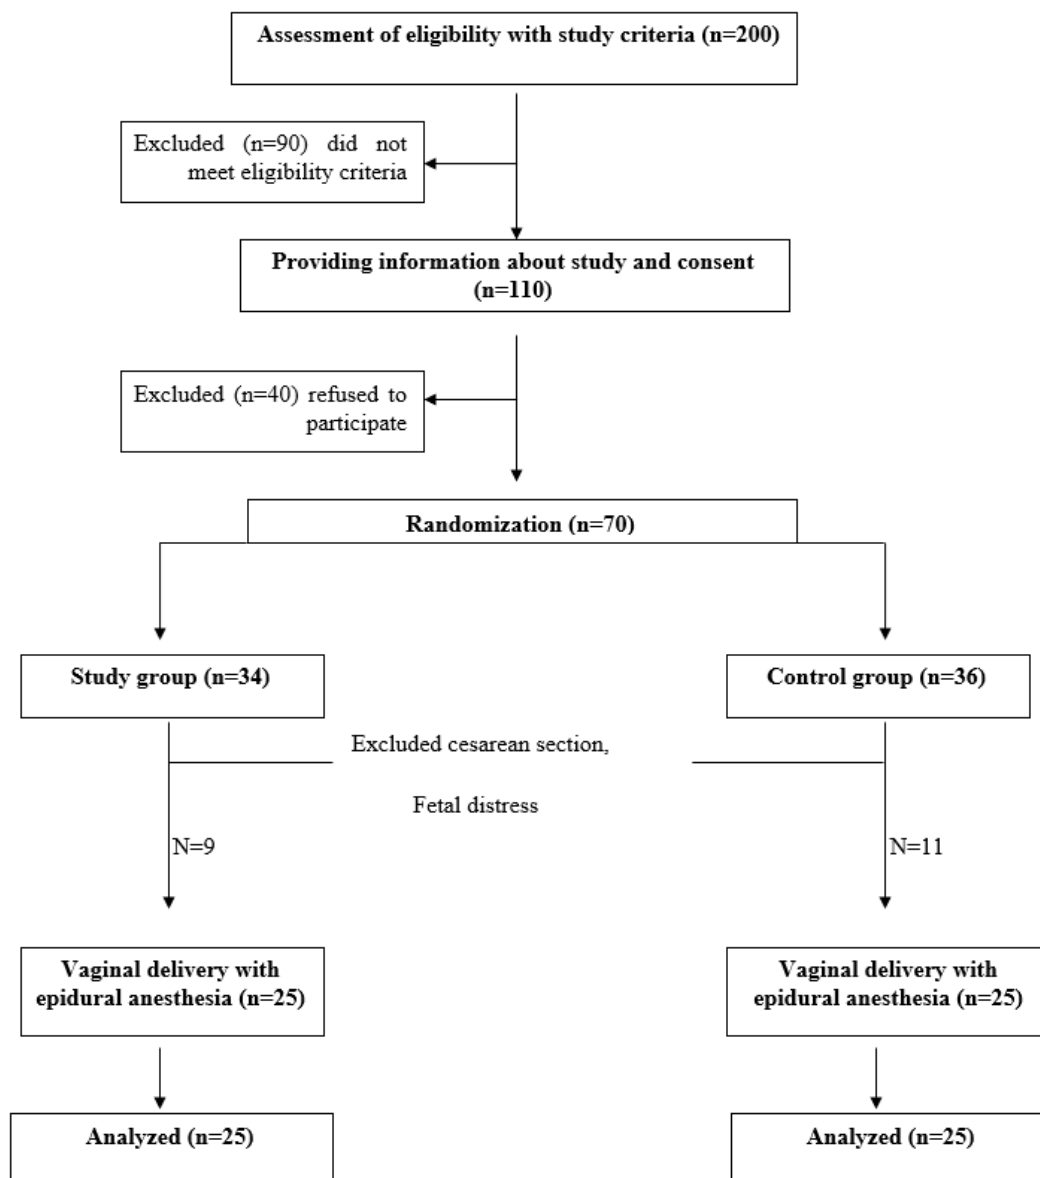 Assessment of eligibility with study criteria (n=200)
Excluded (n=90) did not
meet eligibility criteria
Providing information about study and consent
(n=110)
Excluded (n=40) refused to
participate
Randomization (n=70)
Study group (n=34)
Control group (n=36)
Excluded cesarean section,
Fetal distress
N=9
N=11
Vaginal delivery with
epidural anesthesia (n=25)
Vaginal delivery with
epidural anesthesia (n=25)
Analyzed (n=25)
Analyzed (n=25)